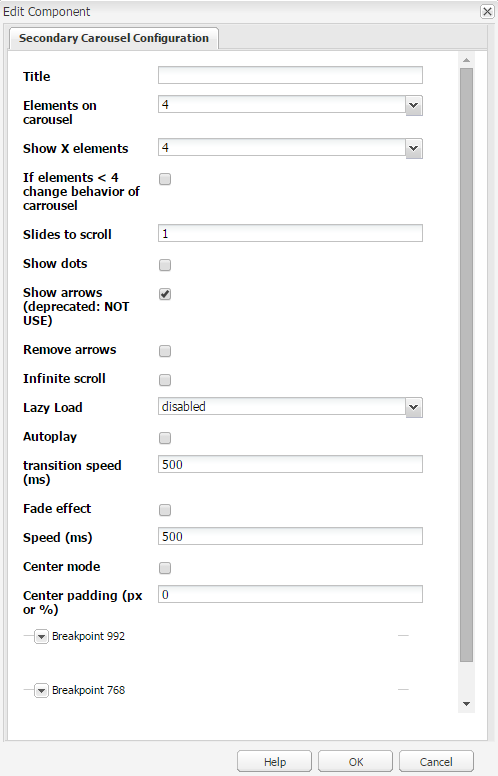 Edit Component
Secondary Carousel Configuration
Title
Elements on
carousel
4
Show X elements
4
If elements < 4
change behavior of
carrousel
Slides to scroll
1
Show dots
Show arrows
(deprecated: NOT
USE)
Remove arrows
Infinite scroll
Lazy Load
disabled
Autoplay
transition speed
(ms)
500
Fade effect
Speed (ms)
500
Center mode
Center padding (px
or %)
0
Breakpoint 992
Breakpoint 768
Help
OK
Cancel